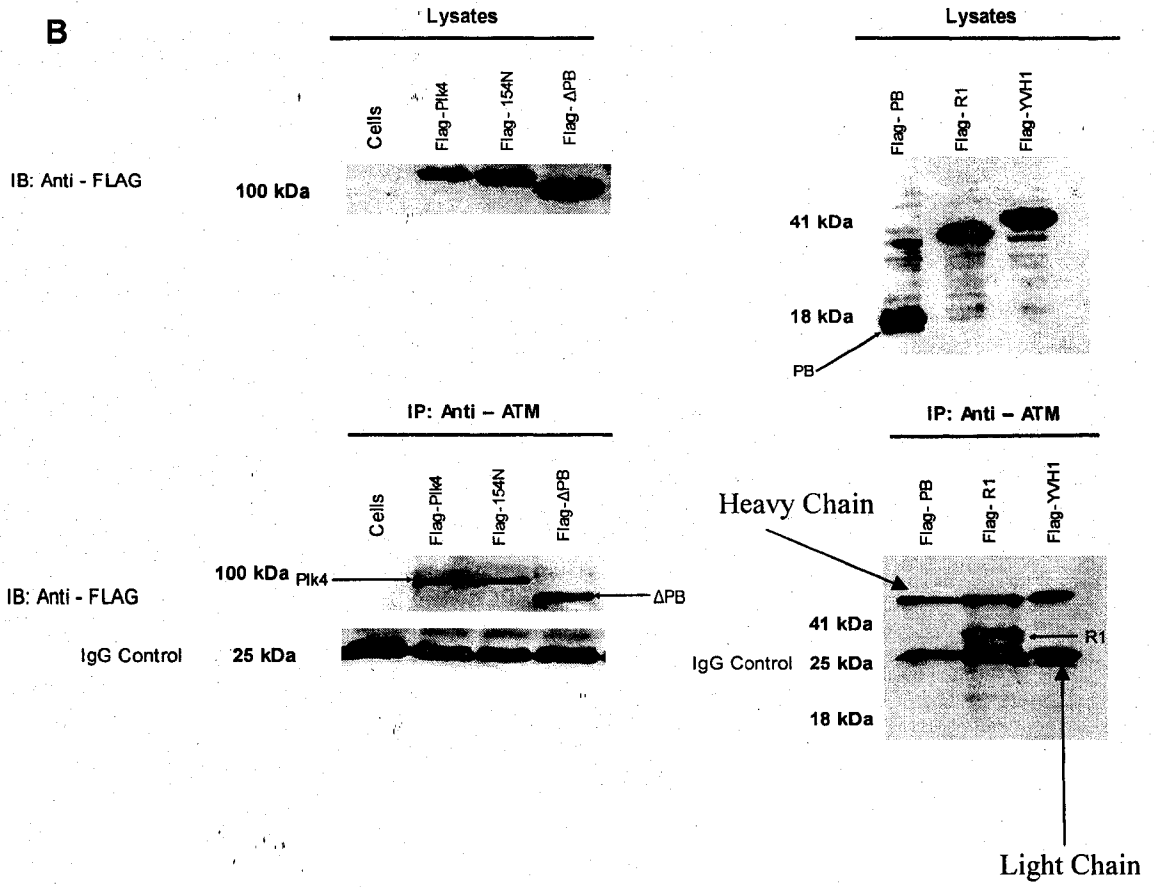 B
Lysates
Cells
Flag-Plk4
Flag-154N
Flag-ΔPB
IB: Anti - FLAG
100 kDa
Lysates
Flag- PB
Flag- R1
Flag-YVH1
41 kDa
18 kDa
PB
IP: Anti – ATM
Cells
Flag-Plk4
Flag-154N
Flag-ΔPB
100 kDa
Plk4
IB: Anti - FLAG
ΔPB
IgG Control
25 kDa
IP: Anti – ATM
Flag- PB
Flag- R1
Flag-YVH1
Heavy Chain
41 kDa
R1
IgG Control
25 kDa
18 kDa
Light Chain